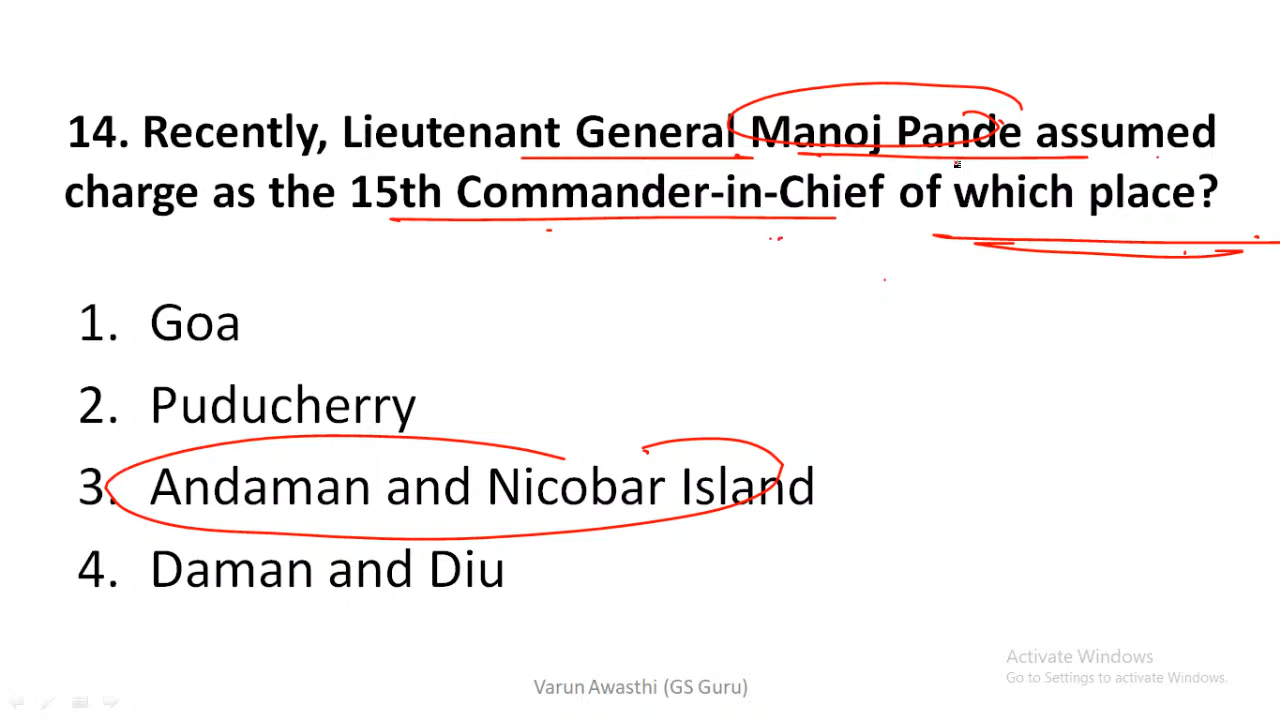 14. Recently, Lieutenant General Manoj Pande assumed
charge as the 15th Commander-in-Chief of which place?
1. Goa
2. Puducherry
3. Andaman and Nicobar Island
4. Daman and Diu
Activate Windows
Go to Settings to activate Windows.
Varun Awasthi (GS Guru)